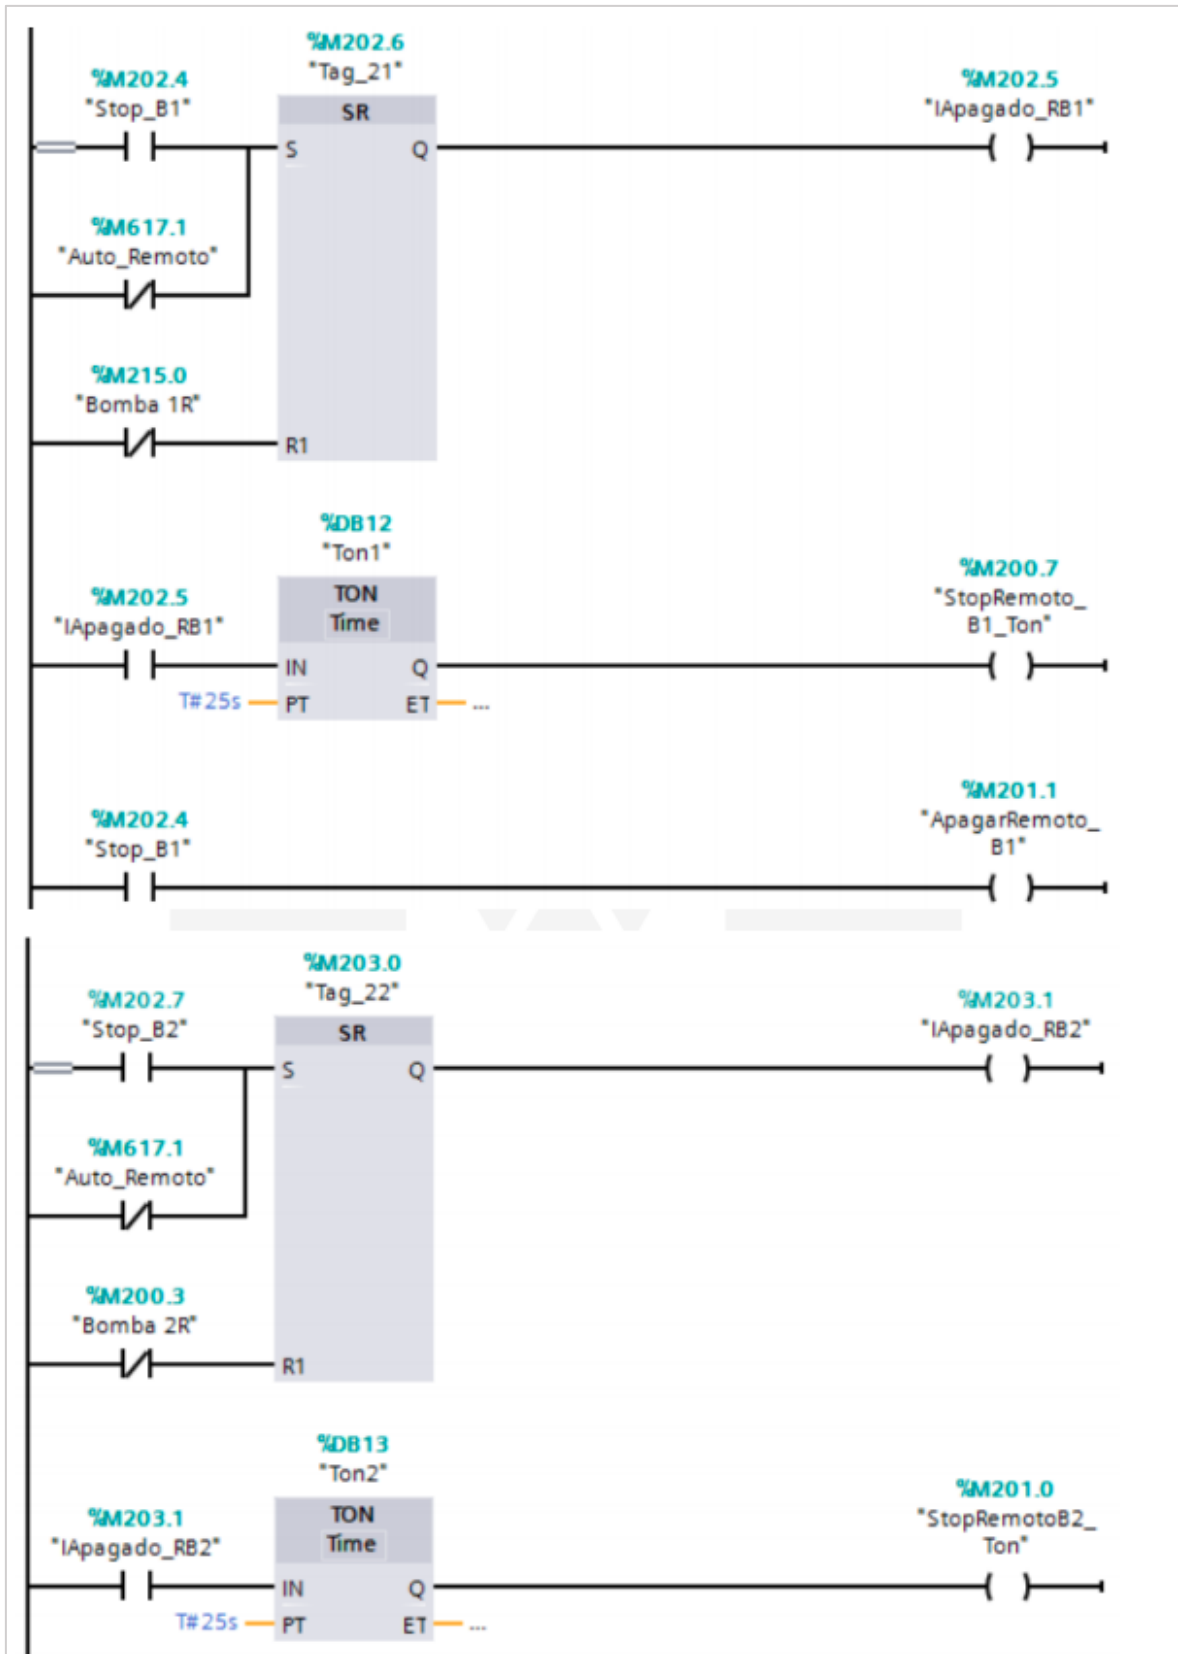 %M202.6
"Tag_21"
%M202.4
"Stop_B1"
SR
%M202.5
"IApagado_RB1"
S
Q
%M617.1
"Auto_Remoto"
%M215.0
"Bomba 1R"
R1
%DB12
"Ton1"
%M202.5
"IApagado_RB1"
TON
Time
%M200.7
"StopRemoto_
B1_Ton"
IN
Q
T#25s
PT
ET
...
%M202.4
"Stop_B1"
%M201.1
"ApagarRemoto_
B1"
%M203.0
"Tag_22"
%M202.7
"Stop_B2"
SR
%M203.1
"IApagado_RB2"
S
Q
%M617.1
"Auto_Remoto"
%M200.3
"Bomba 2R"
R1
%DB13
"Ton2"
%M203.1
"IApagado_RB2"
TON
Time
%M201.0
"StopRemotoB2_
Ton"
IN
Q
T#25s
PT
ET
...